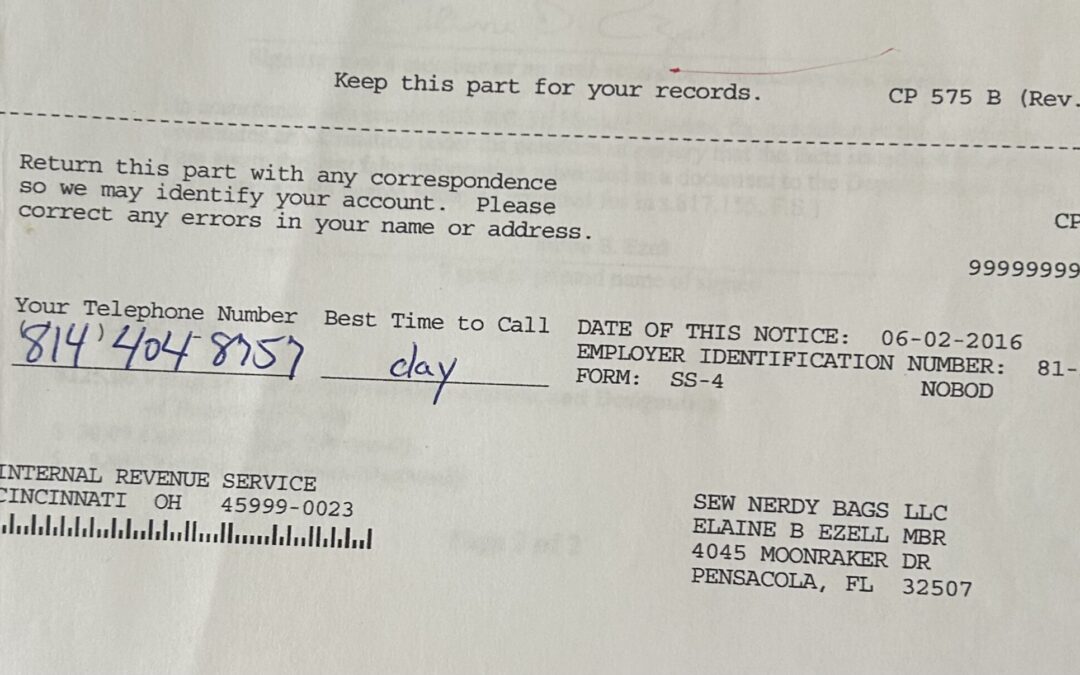 Keep this part for your records. CP 575 B (Rev.
Return this part with any correspondence
so we may identify your account. Please
correct any errors in your name or address.
CP
99999999
Your Telephone Number Best Time to Call
(814) 404-8757 day
DATE OF THIS NOTICE: 06-02-2016
EMPLOYER IDENTIFICATION NUMBER: 81-
FORM: SS-4 NOBOD
INTERNAL REVENUE SERVICE
CINCINNATI OH 45999-0023
SEW NERDY BAGS LLC
ELAINE B EZELL MBR
4045 MOONRAKER DR
PENSACOLA, FL 32507